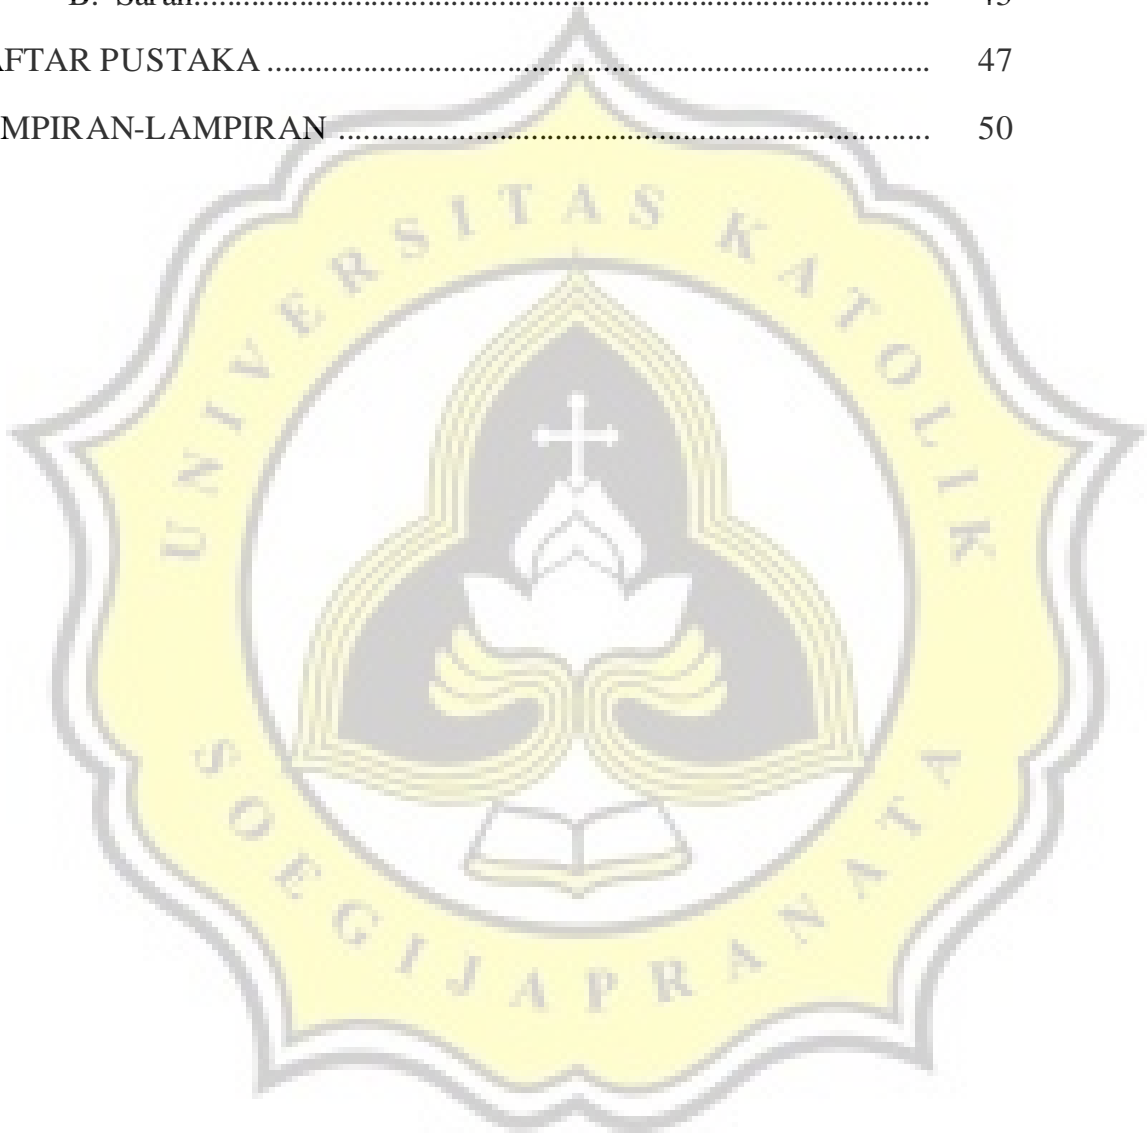 B. Saran.................................................................................... 45
AFTAR PUSTAKA ........................................................................... 47
MPIRAN-LAMPIRAN ................................................................... 50
UNIVERSITAS KATOLIK
SOEGIJAPRANATA